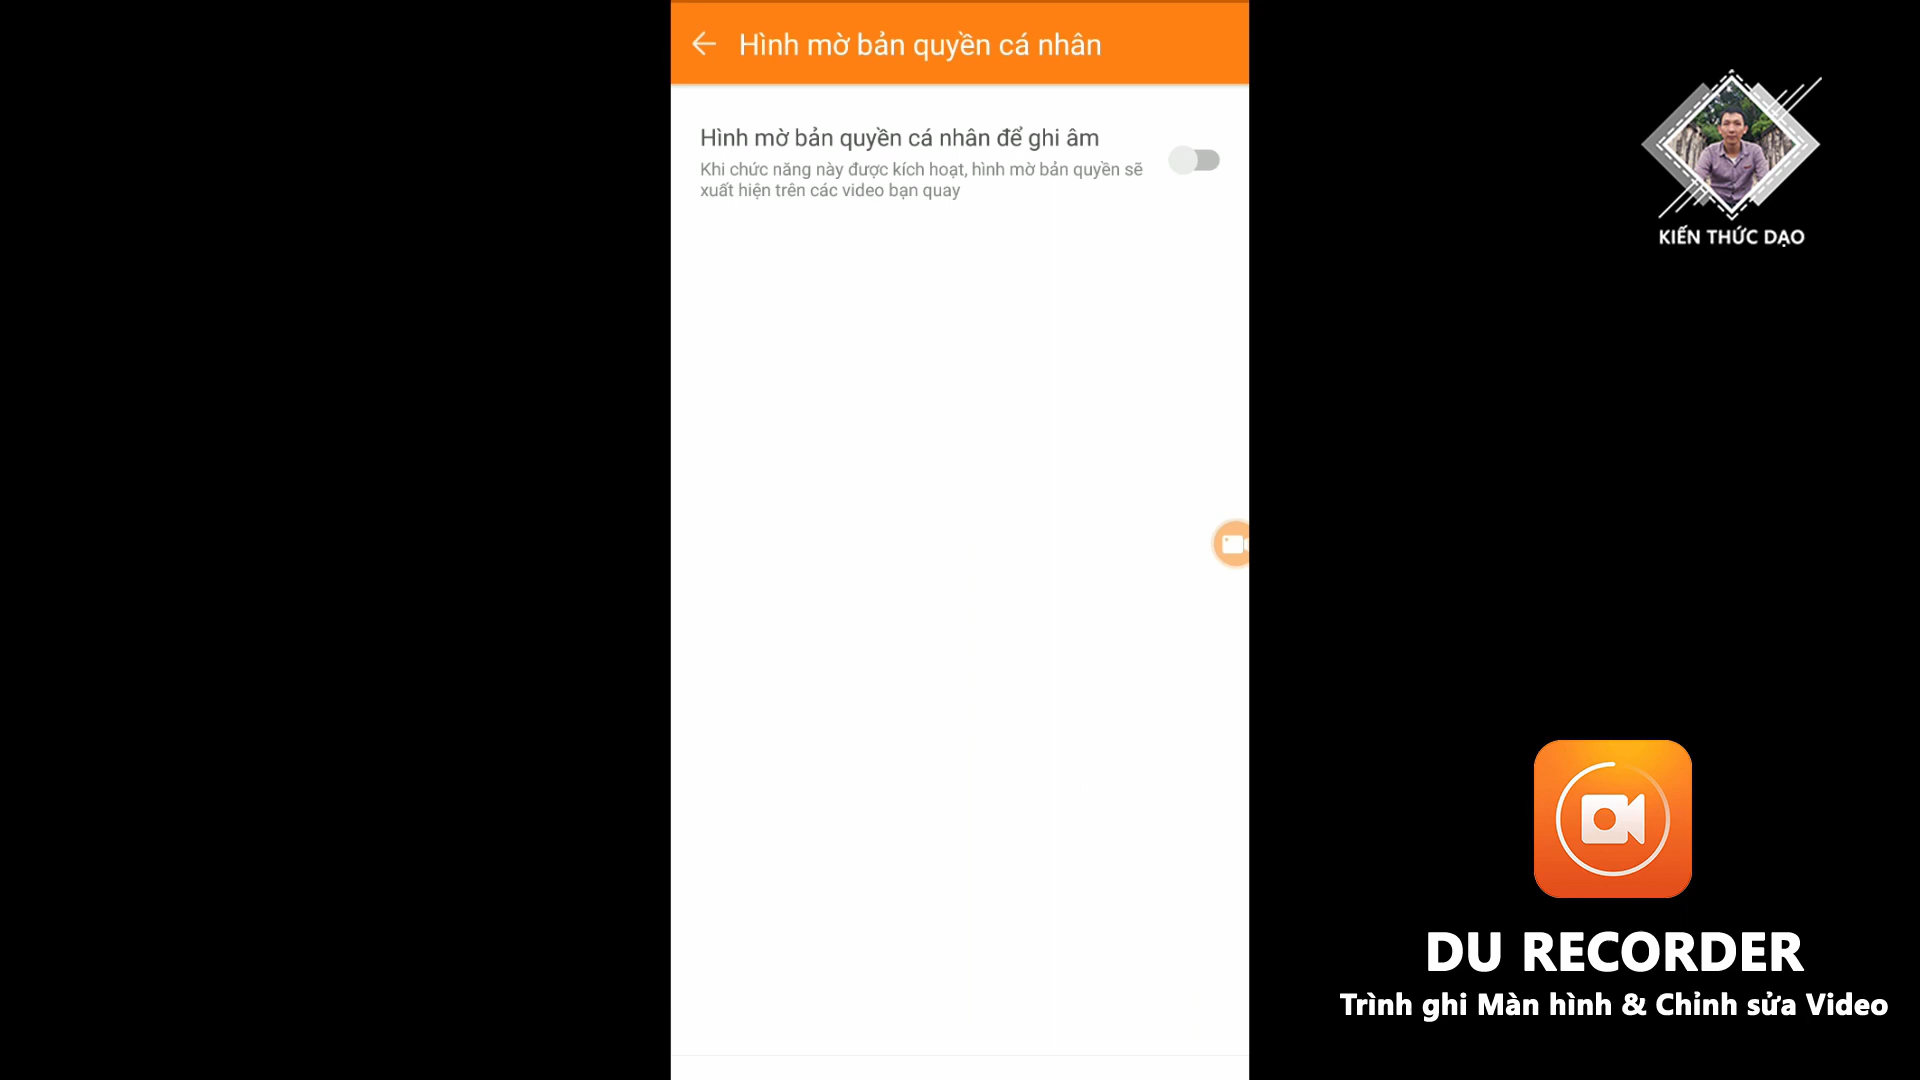 Hình mờ bản quyền cá nhân
Hình mờ bản quyền cá nhân để ghi âm
Khi chức năng này được kích hoạt, hình mờ bản quyền sẽ
xuất hiện trên các video bạn quay
KIẾN THỨC DẠO
DU RECORDER
Trình ghi Màn hình & Chỉnh sửa Video